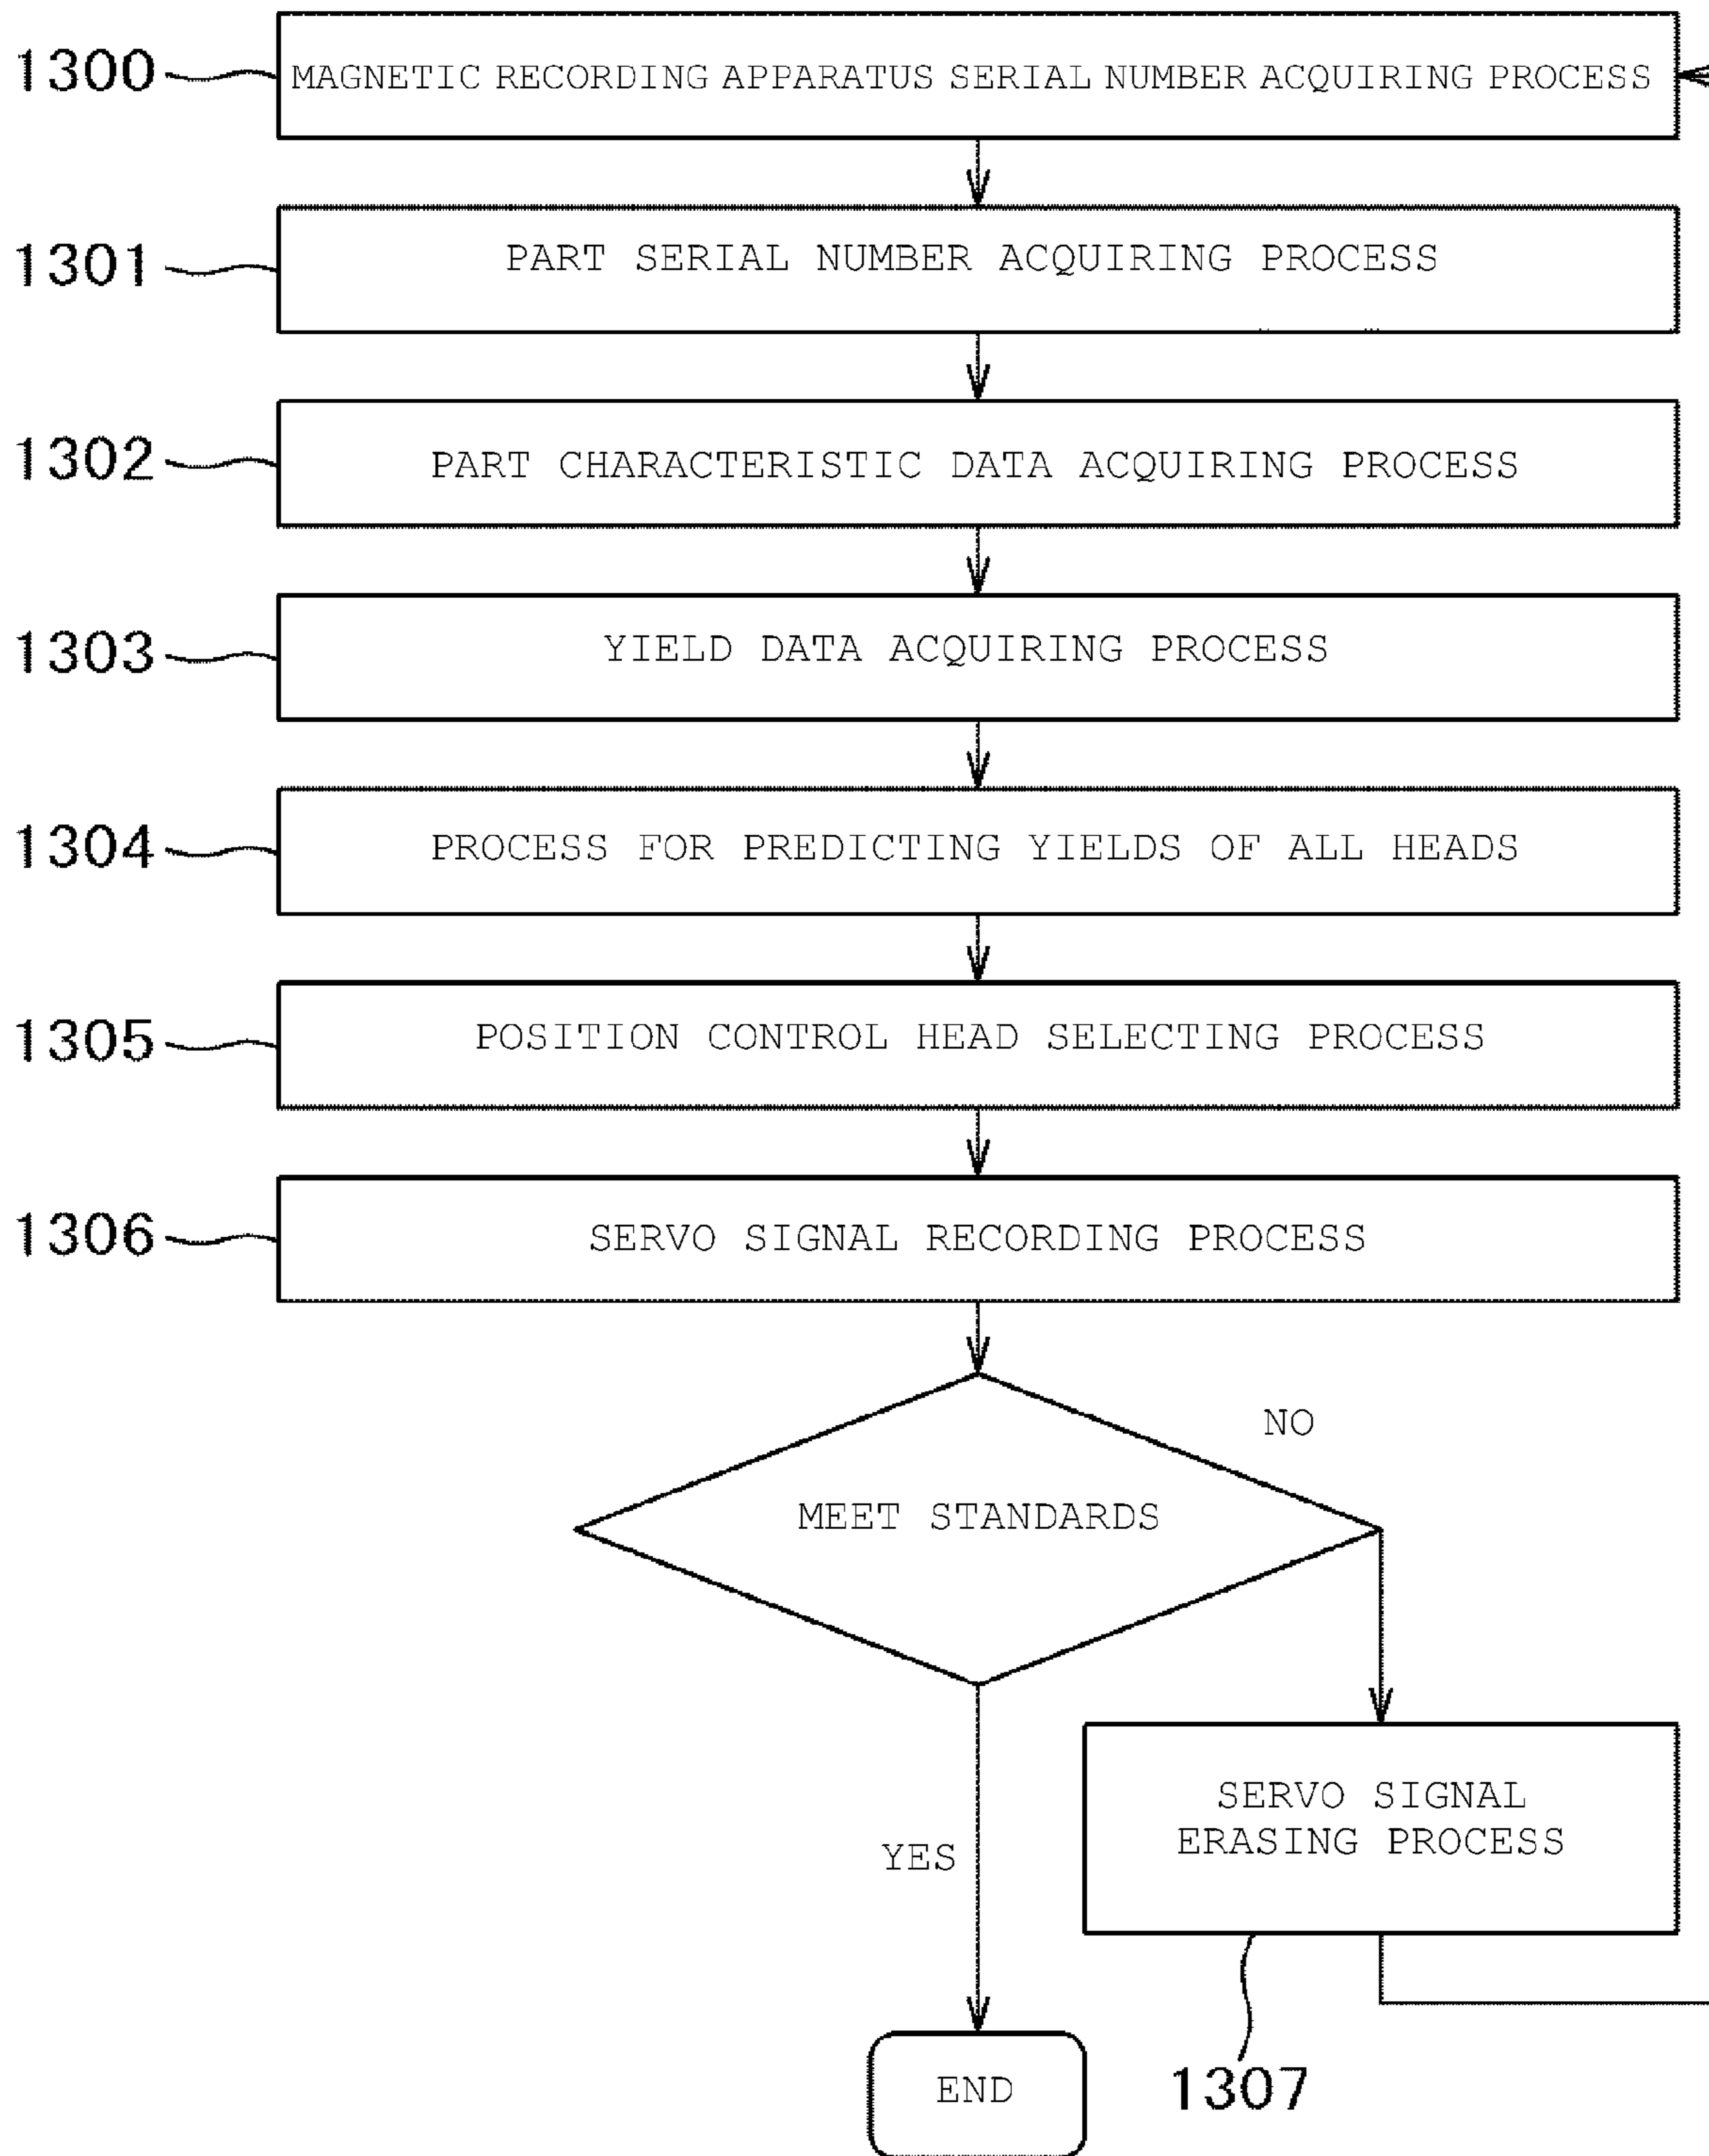 1300
MAGNETIC RECORDING APPARATUS SERIAL NUMBER ACQUIRING PROCESS
1301
PART SERIAL NUMBER ACQUIRING PROCESS
1302
PART CHARACTERISTIC DATA ACQUIRING PROCESS
1303
YIELD DATA ACQUIRING PROCESS
1304
PROCESS FOR PREDICTING YIELDS OF ALL HEADS
1305
POSITION CONTROL HEAD SELECTING PROCESS
1306
SERVO SIGNAL RECORDING PROCESS
NO
MEET STANDARDS
SERVO SIGNAL
ERASING PROCESS
YES
1307
END